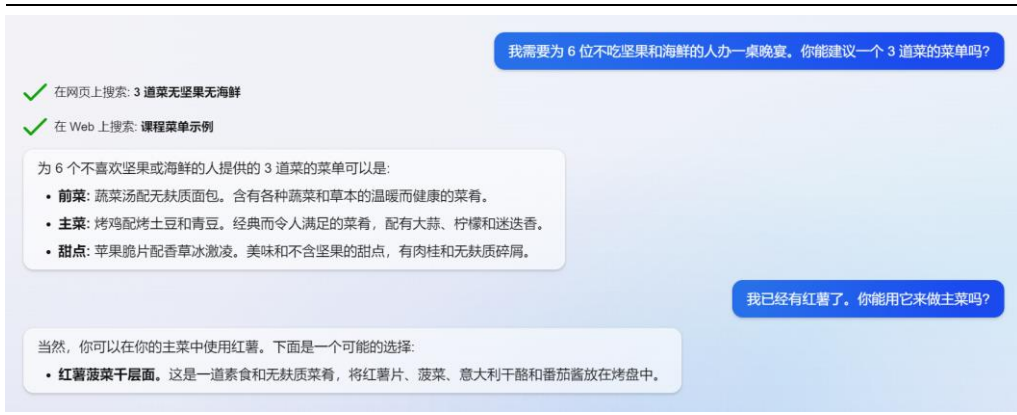 我需要为 6 位不吃坚果和海鲜的人办一桌晚宴。你能建议一个 3 道菜的菜单吗?
在网页上搜索: 3 道菜无坚果无海鲜
在 Web 上搜索: 课程菜单示例
为 6 个不喜欢坚果或海鲜的人提供的 3 道菜的菜单可以是:
• 前菜: 蔬菜汤配无麸质面包。含有各种蔬菜和草本的温暖而健康的菜肴。
• 主菜: 烤鸡配烤土豆和青豆。经典而令人满足的菜肴，配有大蒜、柠檬和迷迭香。
• 甜点: 苹果脆片配香草冰激凌。美味和不含坚果的甜点，有肉桂和无麸质碎屑。
我已经有红薯了。你能用它来做主菜吗?
当然，你可以在你的主菜中使用红薯。下面是一个可能的选择:
• 红薯菠菜千层面。这是一道素食和无麸质菜肴，将红薯片、菠菜、意大利干酪和番茄酱放在烤盘中。